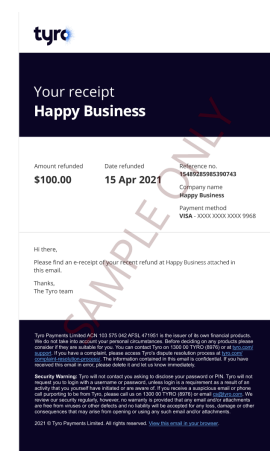 tyro
Your receipt
Happy Business
Amount refunded
$100.00
Date refunded
15 Apr 2021
Reference no.
15489285985390743
Company name
Happy Business
Payment method
VISA - XXXX XXXX XXXX 9968
SAMPLE ONLY
Hi there,
Please find an e-receipt of your recent refund at Happy Business attached in
this email.
Thanks,
The Tyro team
Tyro Payments Limited ACN 103 575 042 AFSL 471951 is the issuer of its own financial products.
We do not take into account your personal circumstances. Before deciding on any products please
consider if they are suitable for you. You can contact Tyro on 1300 00 TYRO (8976) or at tyro.com/
support. If you have a complaint, please access Tyro's dispute resolution process at tyro.com/
complaint-resolution-process. The information contained in this email is confidential. If you have
received this email in error, please delete it and let us know immediately.
Security Warning: Tyro will not contact you asking to disclose your password or PIN. Tyro will not
request you to login with a username or password, unless login is a requirement as a result of an
activity that you yourself have initiated or are aware of. If you receive a suspicious email or phone
call purporting to be from Tyro, please call us on 1300 00 TYRO (8976) or email cs@tyro.com. We
review our security regularly, however, no warranty is provided that any email and/or attachments
are free from viruses or other defects and no liability will be accepted for any loss, damage or other
consequences that may arise from opening or using any such email and/or attachments.
2021 © Tyro Payments Limited. All rights reserved. View this email in your browser.